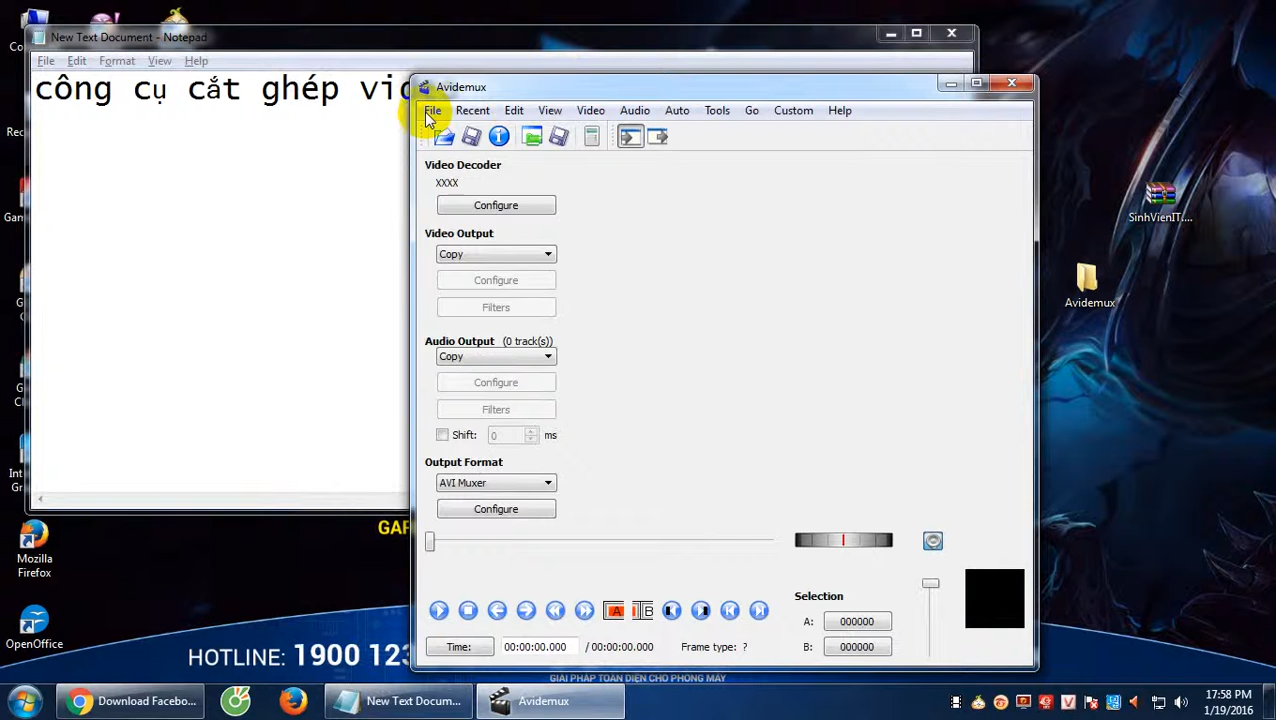 New Text Document - Notepad
File Edit Format View Help
công cụ cắt ghép vid
Avidemux
File Recent Edit View Video Audio Auto Tools Go Custom Help
Video Decoder
XXXX
Configure
Video Output
Copy
Configure
Filters
Audio Output (0 track(s))
Copy
Configure
Filters
Shift: 0 ms
Output Format
AVI Muxer
Configure
A
B
Selection
A: 000000
B: 000000
Time: 00:00:00.000 / 00:00:00.000 Frame type: ?
SinhVienIT....
Avidemux
Mozilla
Firefox
OpenOffice
HOTLINE: 1900 123
GIẢI PHÁP TOÀN DIỆN CHO PHÒNG MÁY
Download Facebo...
New Text Docum...
Avidemux
17:58 PM
1/19/2016